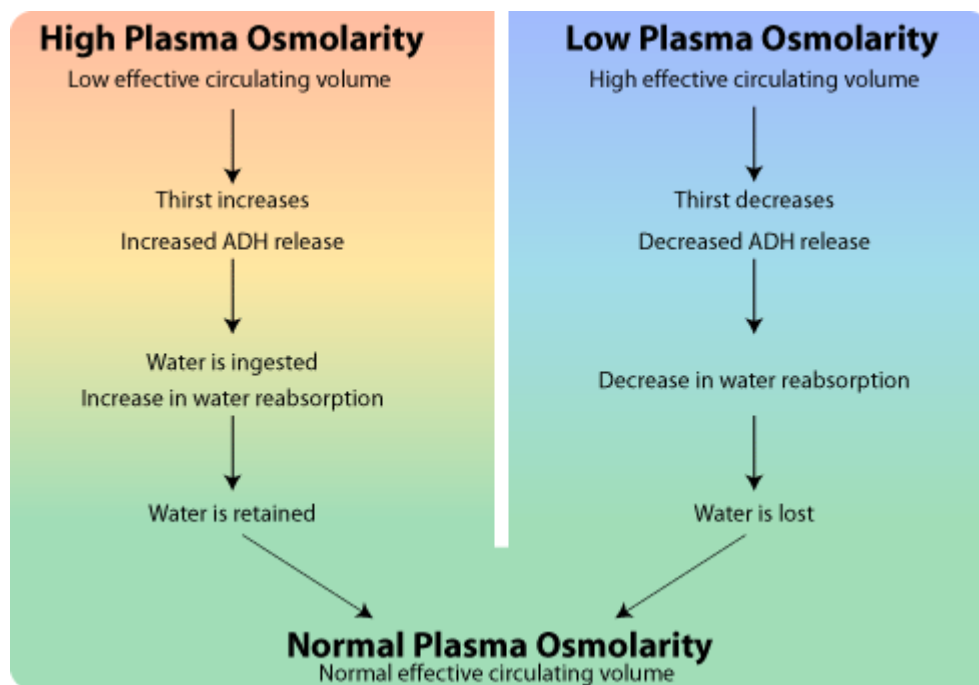 High Plasma Osmolarity
Low effective circulating volume
Thirst increases
Increased ADH release
Water is ingested
Increase in water reabsorption
Water is retained
Low Plasma Osmolarity
High effective circulating volume
Thirst decreases
Decreased ADH release
Decrease in water reabsorption
Water is lost
Normal Plasma Osmolarity
Normal effective circulating volume